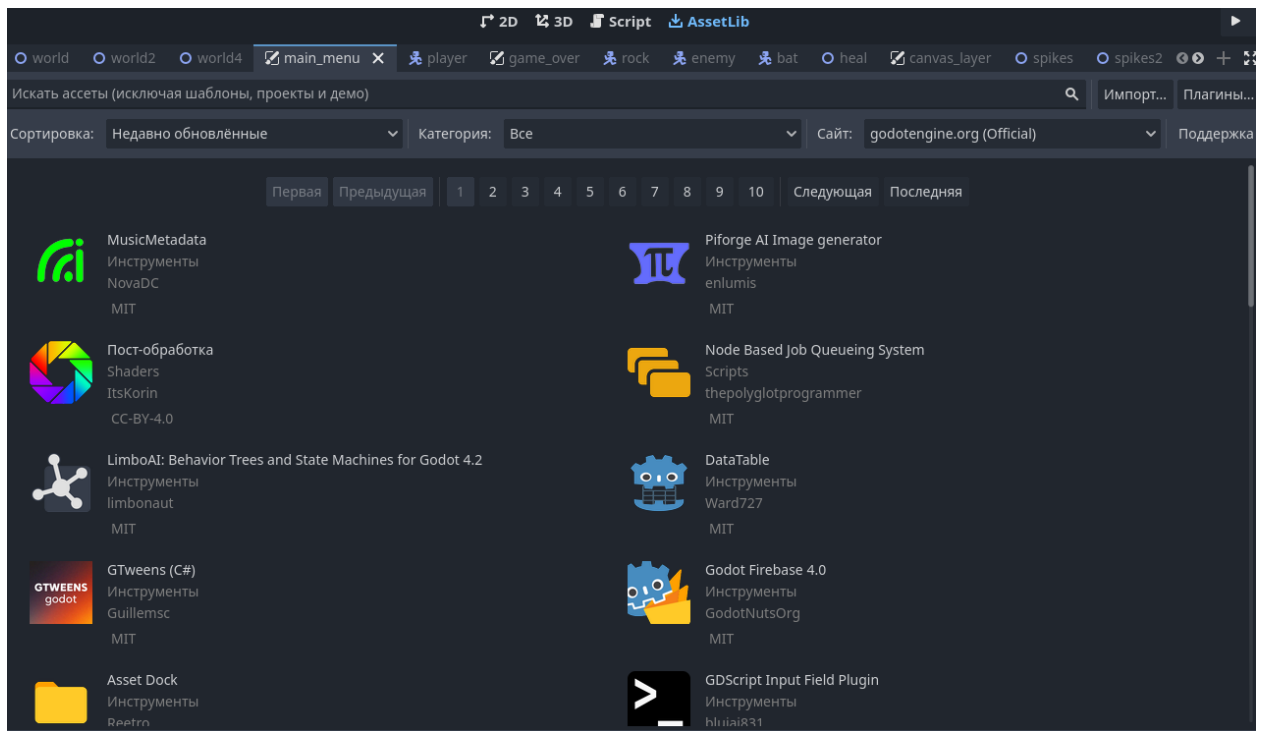 2D 3D Script AssetLib
world world2 world4 main_menu player game_over rock enemy bat heal canvas_layer spikes spikes2
Искать ассеты (исключая шаблоны, проекты и демо) Импорт... Плагины...
Сортировка: Недавно обновлённые Категория: Все Сайт: godotengine.org (Official) Поддержка
Первая Предыдущая 1 2 3 4 5 6 7 8 9 10 Следующая Последняя
MusicMetadata
Инструменты
NovaDC
MIT
Piforge AI Image generator
Инструменты
enlumis
MIT
Пост-обработка
Shaders
ItsKorin
CC-BY-4.0
Node Based Job Queueing System
Scripts
thepolyglotprogrammer
MIT
LimboAI: Behavior Trees and State Machines for Godot 4.2
Инструменты
limbonaut
MIT
DataTable
Инструменты
Ward727
MIT
GTWEENS
godot
GTweens (C#)
Инструменты
Guillemsc
MIT
Godot Firebase 4.0
Инструменты
GodotNutsOrg
MIT
Asset Dock
Инструменты
Reetro
GDScript Input Field Plugin
Инструменты
blujai831